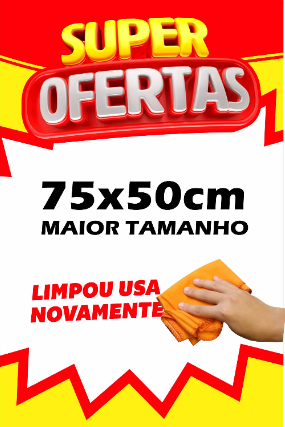 SUPER
OFERTAS
75x50cm
MAIOR TAMANHO
LIMPOU USA
NOVAMENTE